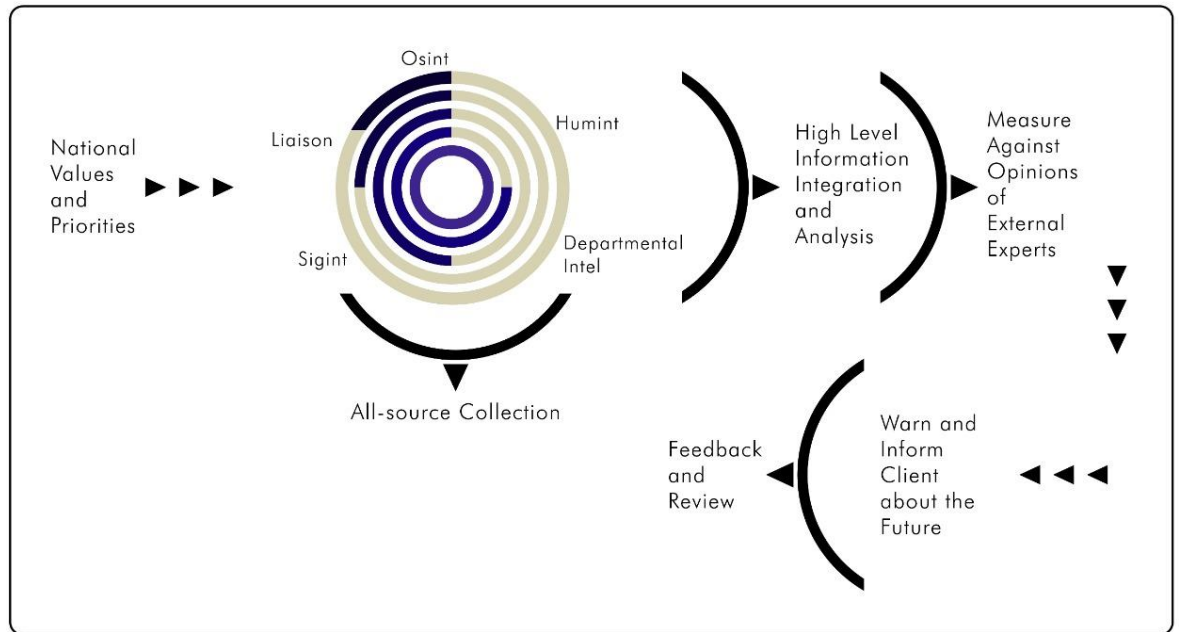 National
Values
and
Priorities
Osint
Liaison
Humint
Sigint
Departmental
Intel
All-source Collection
High Level
Information
Integration
and
Analysis
Measure
Against
Opinions
of
External
Experts
Warn and
Inform
Client
about the
Future
Feedback
and
Review